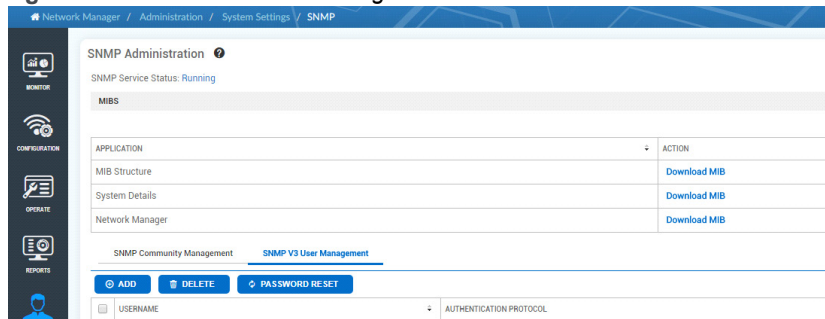 Network Manager / Administration / System Settings / SNMP
SNMP Administration
SNMP Service Status: Running
MIBS
APPLICATION ACTION
MIB Structure Download MIB
System Details Download MIB
Network Manager Download MIB
SNMP Community Management SNMP V3 User Management
ADD DELETE PASSWORD RESET
USERNAME AUTHENTICATION PROTOCOL
MONITOR
CONFIGURATION
OPERATE
REPORTS